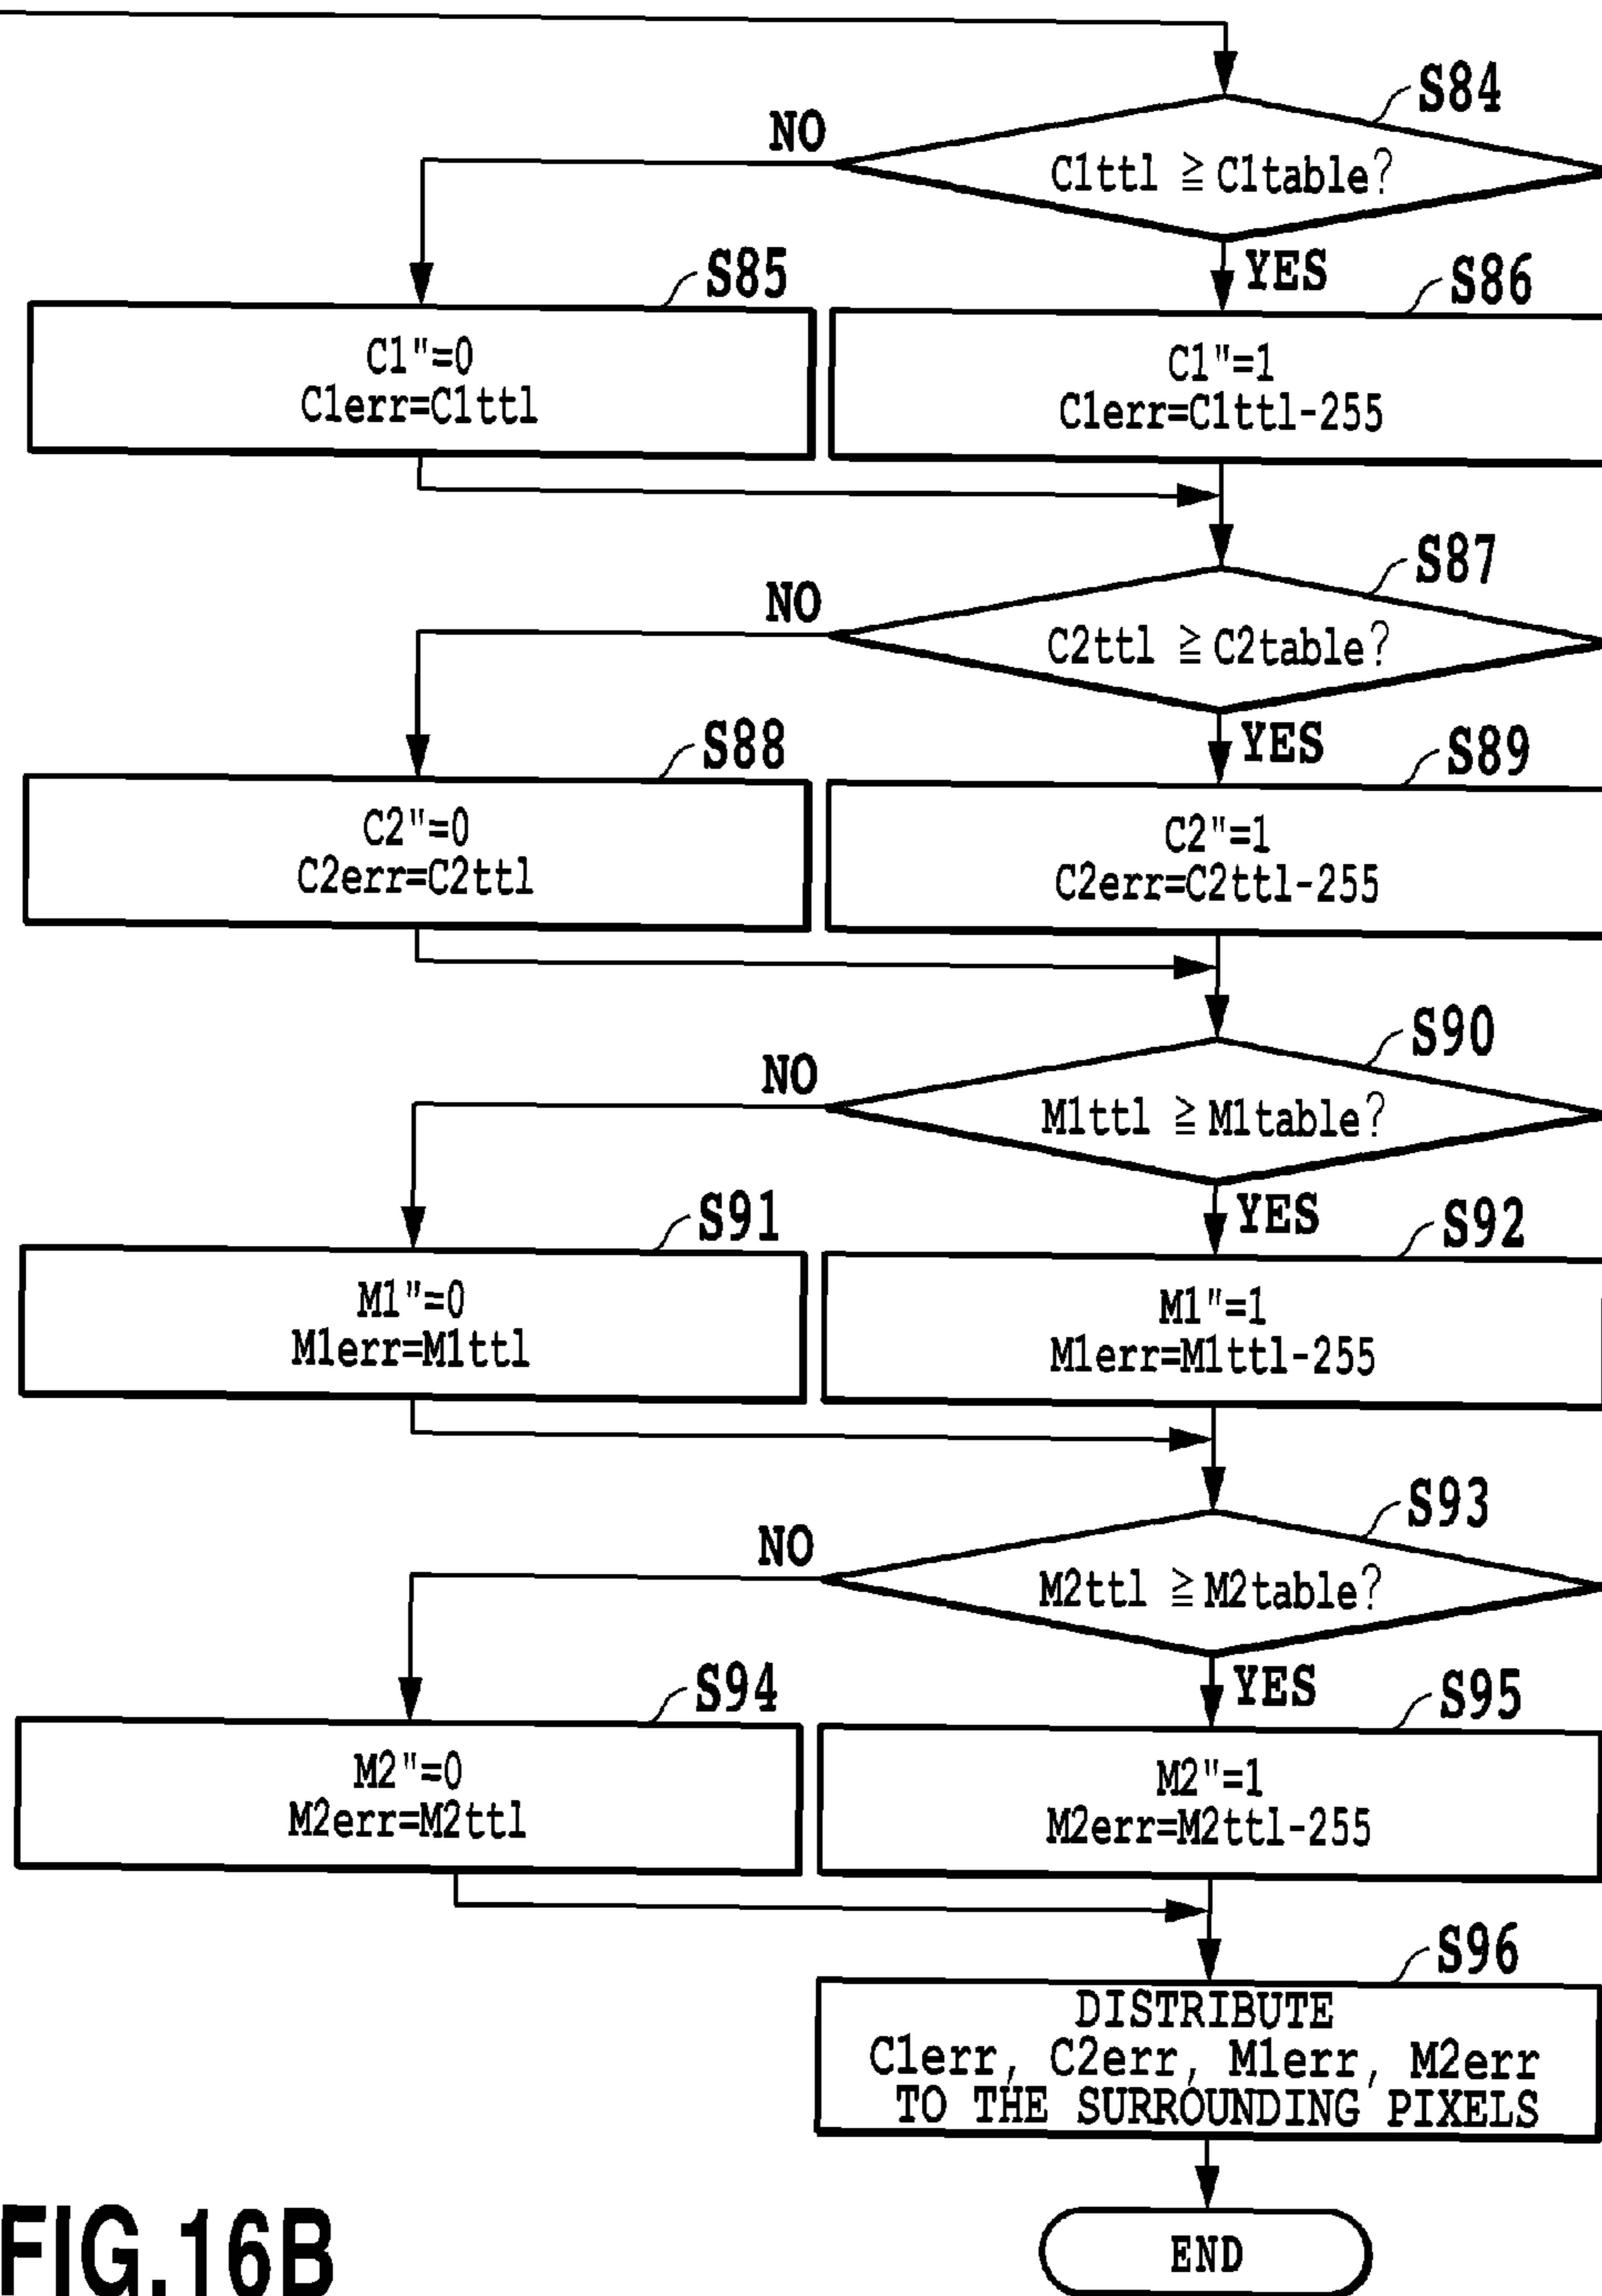 S84
NO
C1ttl ≧ C1table?
YES
S85
S86
C1"=0
C1err=C1ttl
C1"=1
C1err=C1ttl-255
S87
NO
C2ttl ≧ C2table?
YES
S88
S89
C2"=0
C2err=C2ttl
C2"=1
C2err=C2ttl-255
S90
NO
M1ttl ≧ M1table?
YES
S91
S92
M1"=0
M1err=M1ttl
M1"=1
M1err=M1ttl-255
S93
NO
M2ttl ≧ M2table?
YES
S94
S95
M2"=0
M2err=M2ttl
M2"=1
M2err=M2ttl-255
S96
DISTRIBUTE
C1err, C2err, M1err, M2err
TO THE SURROUNDING PIXELS
END
FIG.16B